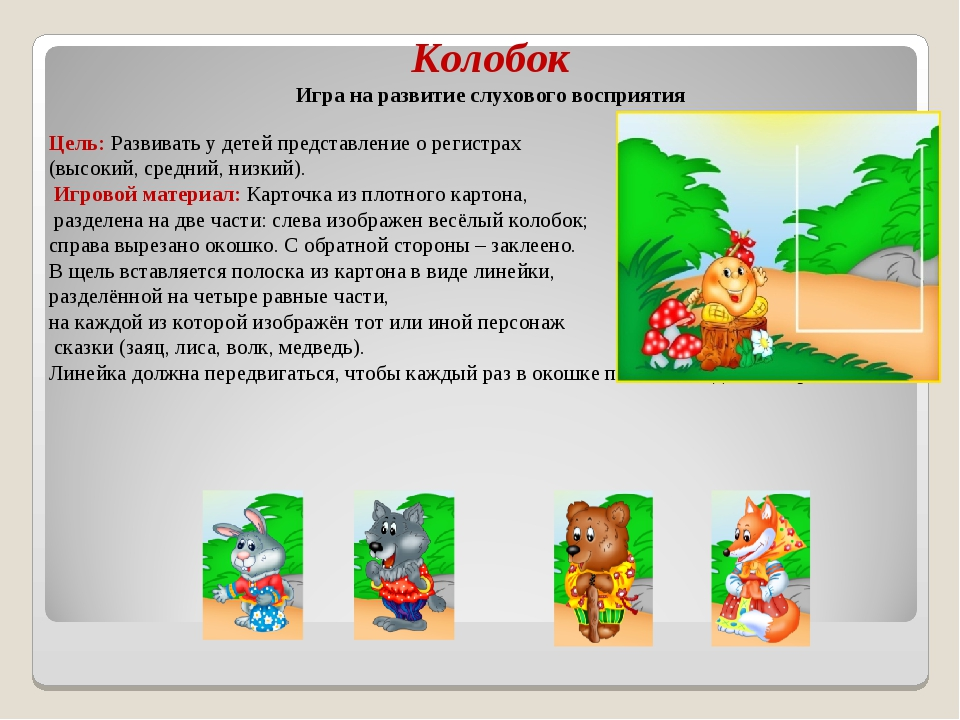 Колобок
Игра на развитие слухового восприятия
Цель: Развивать у детей представление о регистрах
(высокий, средний, низкий).
Игровой материал: Карточка из плотного картона,
разделена на две части: слева изображен весёлый колобок;
справа вырезано окошко. С обратной стороны – заклеено.
В щель вставляется полоска из картона в виде линейки,
разделённой на четыре равные части,
на каждой из которой изображён тот или иной персонаж
сказки (заяц, лиса, волк, медведь).
Линейка должна передвигаться, чтобы каждый раз в окошке